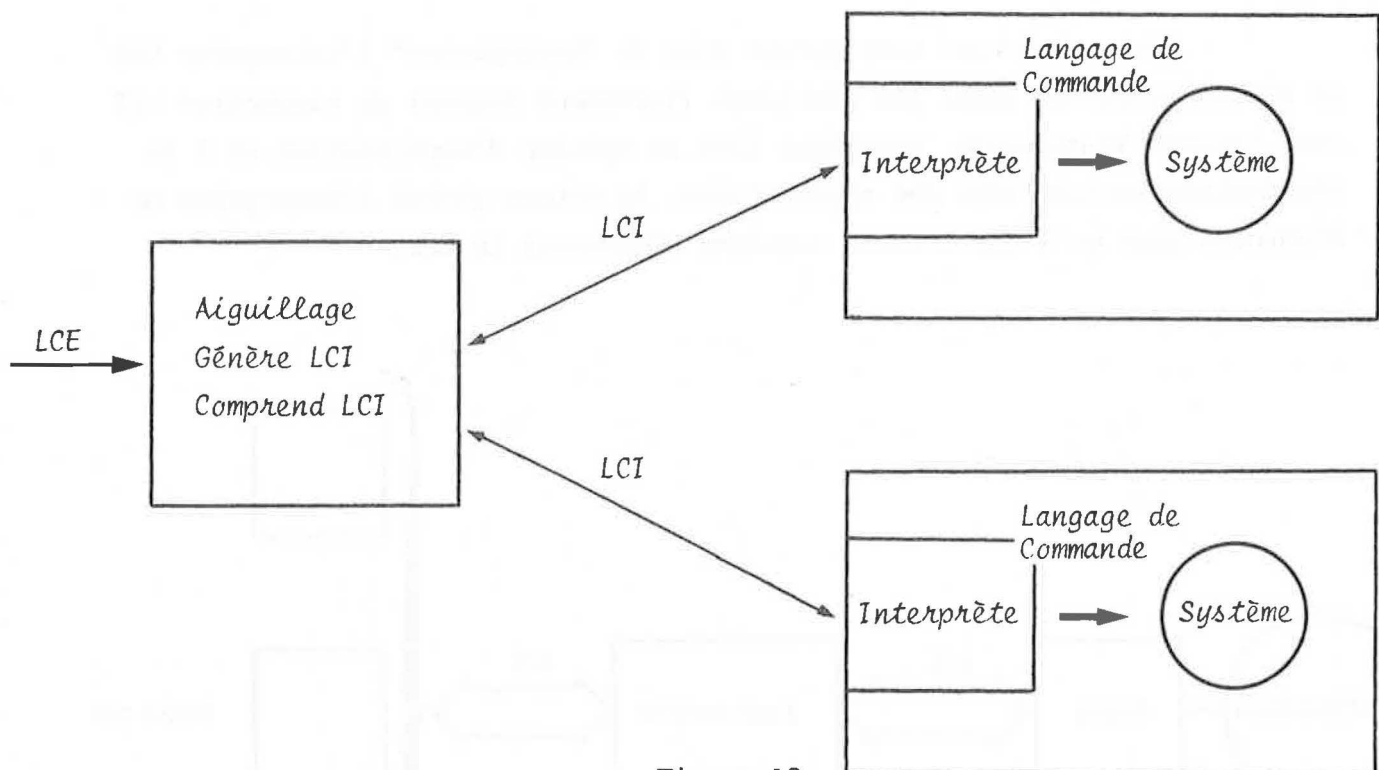 Langage de
Commande
Interprète
Système
LCI
LCE
Aiguillage
Génère LCI
Comprend LCI
LCI
Langage de
Commande
Interprète
Système